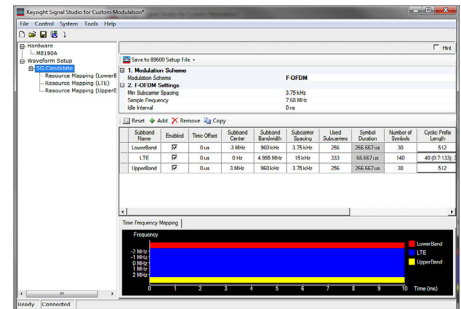 Keysight Signal Studio for Custom Modulation*
File Control System Tools Help
Hardware
M8190A
Waveform Setup
5G Candidate
Resource Mapping (LowerE
Resource Mapping (LTE)
Resource Mapping (UpperE
Hint
Save to 89600 Setup File
1. Modulation Scheme
Modulation Scheme F-OFDM
2. F-OFDM Settings
Min Subcarrier Spacing 3.75 kHz
Sample Frequency 7.68 MHz
Idle Interval 0 ns
Reset Add Remove Copy
Subband Name Enabled Time Offset Subband Center Subband Bandwidth Subcarrier Spacing Used Subcarriers Symbol Duration Number of Symbols Cyclic Prefix Length
LowerBand 0 us -3 MHz 960 kHz 3.75 kHz 256 266.667 us 30 512
LTE 0 us 0 Hz 4.995 MHz 15 kHz 333 66.667 us 140
UpperBand 0 us 3 MHz 960 kHz 3.75 kHz 256 266.667 us 30 512
Time Frequency Mapping
Frequency
LowerBand
LTE
UpperBand
-2 MHz
-1 MHz
0 MHz
1 MHz
2 MHz
0 1 2 3 4 5 6 7 8 9 10 Time (ms)
Ready Connected